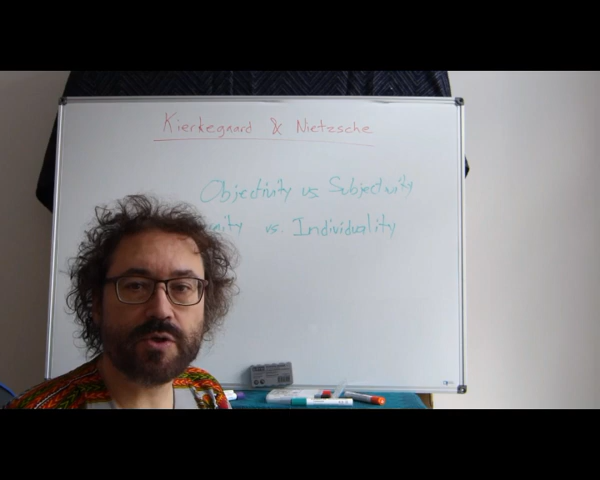 Kierkegaard & Nietzsche
Objectivity vs Subjectivity
vs. Individuality